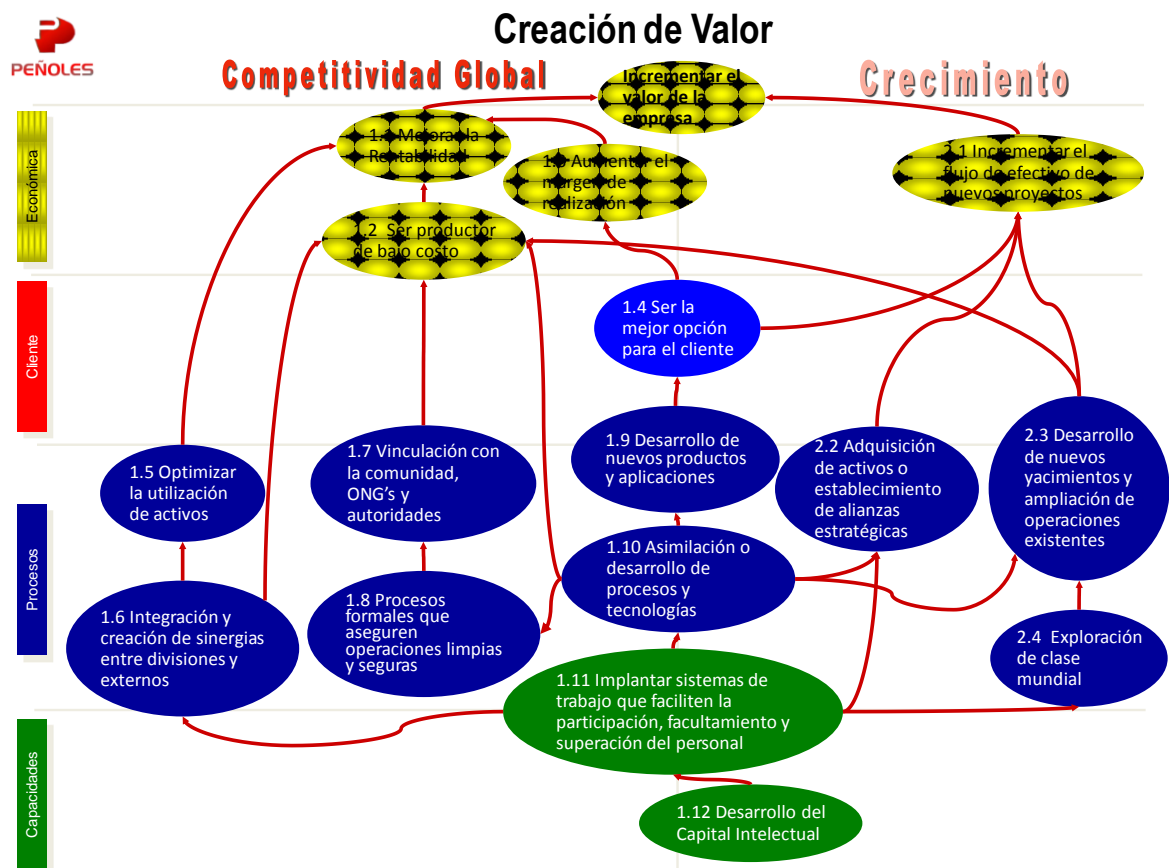 Creación de Valor
PEÑOLES
Competitividad Global
Crecimiento
Incrementar el
valor de la
empresa
Económica
1.1 Mejorar la
Rentabilidad
1.3 Aumentar el
margen de
realización
2.1 Incrementar el
flujo de efectivo de
nuevos proyectos
1.2 Ser productor
de bajo costo
Cliente
1.4 Ser la
mejor opción
para el cliente
1.5 Optimizar
la utilización
de activos
1.7 Vinculación con
la comunidad,
ONG's y
autoridades
1.9 Desarrollo de
nuevos productos
y aplicaciones
2.2 Adquisición
de activos o
establecimiento
de alianzas
estratégicas
2.3 Desarrollo
de nuevos
yacimientos y
ampliación de
operaciones
existentes
Procesos
1.6 Integración y
creación de sinergias
entre divisiones y
externos
1.8 Procesos
formales que
aseguren
operaciones limpias
y seguras
1.10 Asimilación o
desarrollo de
procesos y
tecnologías
2.4 Exploración
de clase
mundial
Capacidades
1.11 Implantar sistemas de
trabajo que faciliten la
participación, facultamiento y
superación del personal
1.12 Desarrollo del
Capital Intelectual